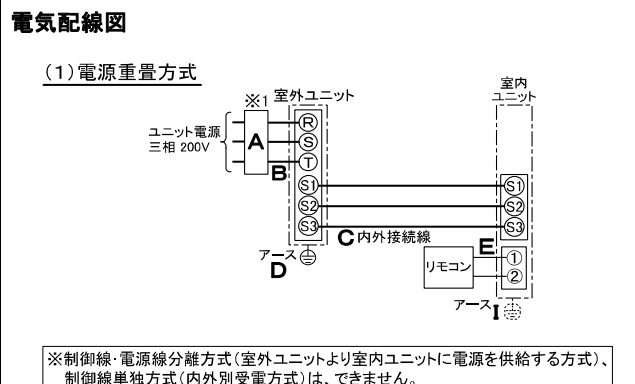 電気配線図
(1)電源重畳方式
※1
室外ユニット
室内
ユニット
ユニット電源
三相 200V
A
B
R
S
T
S1
S2
S3
S1
S2
S3
C 内外接続線
アース
D
リモコン
E
①
②
アース I
※制御線・電源線分離方式(室外ユニットより室内ユニットに電源を供給する方式)、
制御線単独方式(内外別受電方式)は、できません。